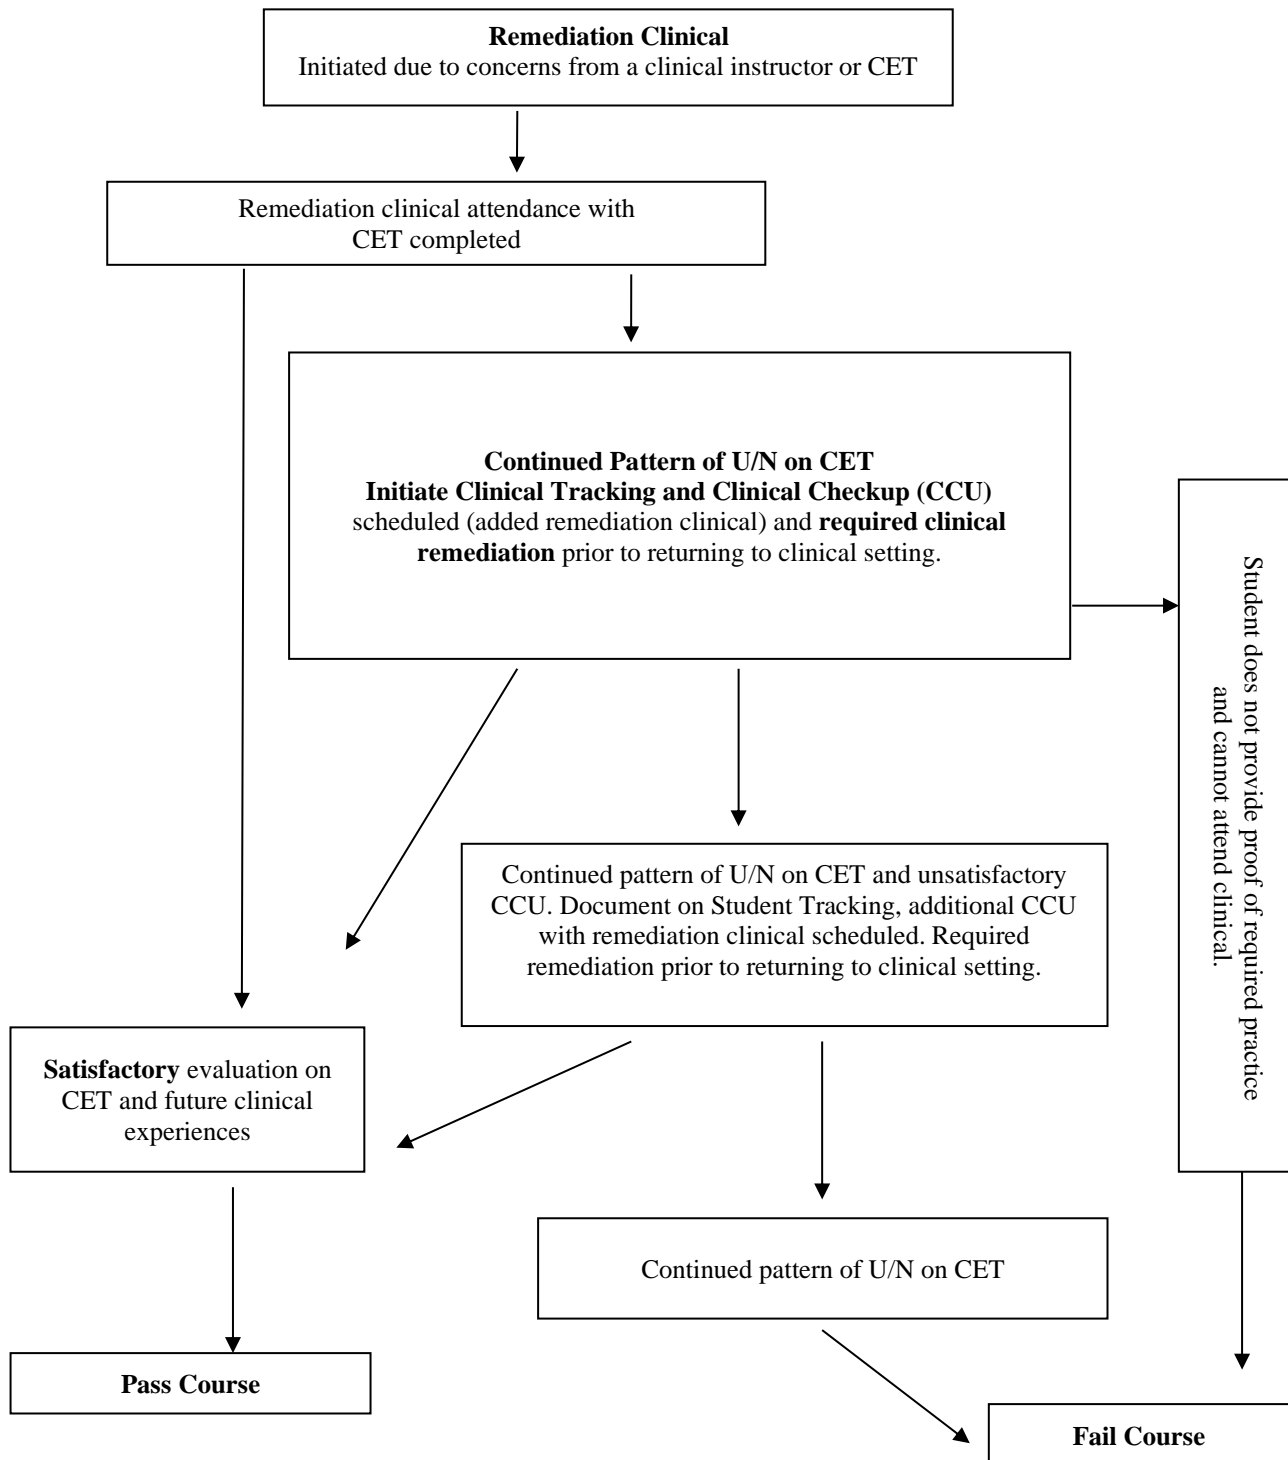 Remediation Clinical
Initiated due to concerns from a clinical instructor or CET
Remediation clinical attendance with
CET completed
Continued Pattern of U/N on CET
Initiate Clinical Tracking and Clinical Checkup (CCU)
scheduled (added remediation clinical) and required clinical
remediation prior to returning to clinical setting.
Student does not provide proof of required practice
and cannot attend clinical.
Continued pattern of U/N on CET and unsatisfactory
CCU. Document on Student Tracking, additional CCU
with remediation clinical scheduled. Required
remediation prior to returning to clinical setting.
Satisfactory evaluation on
CET and future clinical
experiences
Continued pattern of U/N on CET
Pass Course
Fail Course